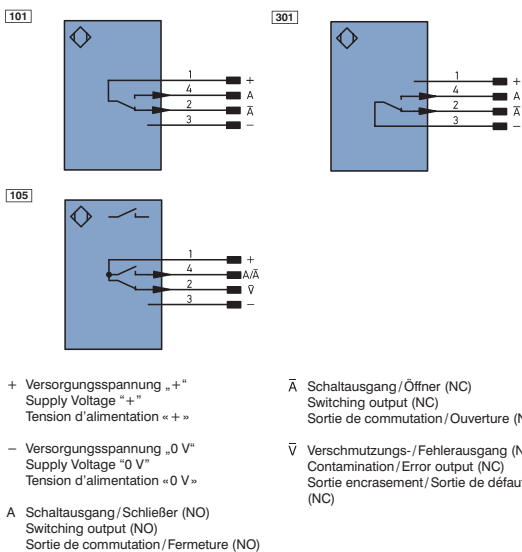 101
1 +
4 A
2 A̅
3 −
301
1 +
4 A
2 A̅
3 −
105
1 +
4 A/A̅
2 V̅
3 −
+ Versorgungsspannung „+“
Supply Voltage “+”
Tension d'alimentation « + »
− Versorgungsspannung „0 V“
Supply Voltage “0 V”
Tension d'alimentation «0 V»
A Schaltausgang / Schließer (NO)
Switching output (NO)
Sortie de commutation / Fermeture (NO)
A̅ Schaltausgang / Öffner (NC)
Switching output (NC)
Sortie de commutation / Ouverture
V̅ Verschmutzungs- / Fehlerausgang
Contamination / Error output (NC)
Sortie encrassement / Sortie de
(NC)